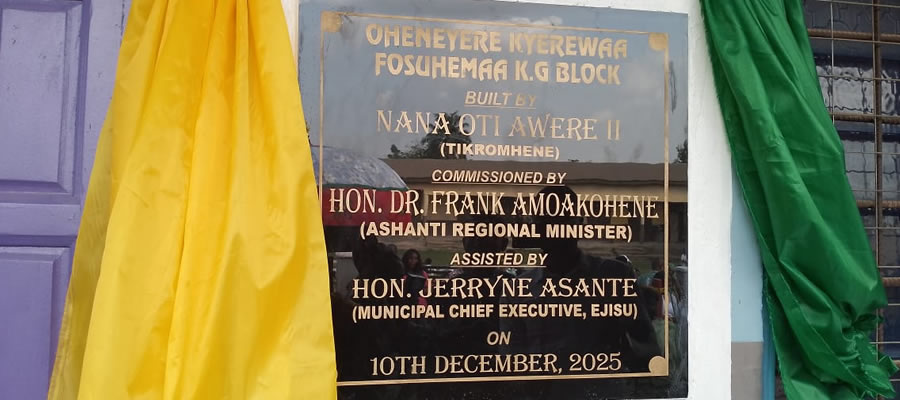 OHENEYERE KYEREWAA
FOSUHEMAA K.G BLOCK
BUILT BY
NANA OTI AWERE II
(TIKROMHENE)
COMMISSIONED BY
HON. DR. FRANK AMOAKOHENE
(ASHANTI REGIONAL MINISTER)
ASSISTED BY
HON. JERRYNE ASANTE
(MUNICIPAL CHIEF EXECUTIVE, EJISU)
ON
10TH DECEMBER, 2025